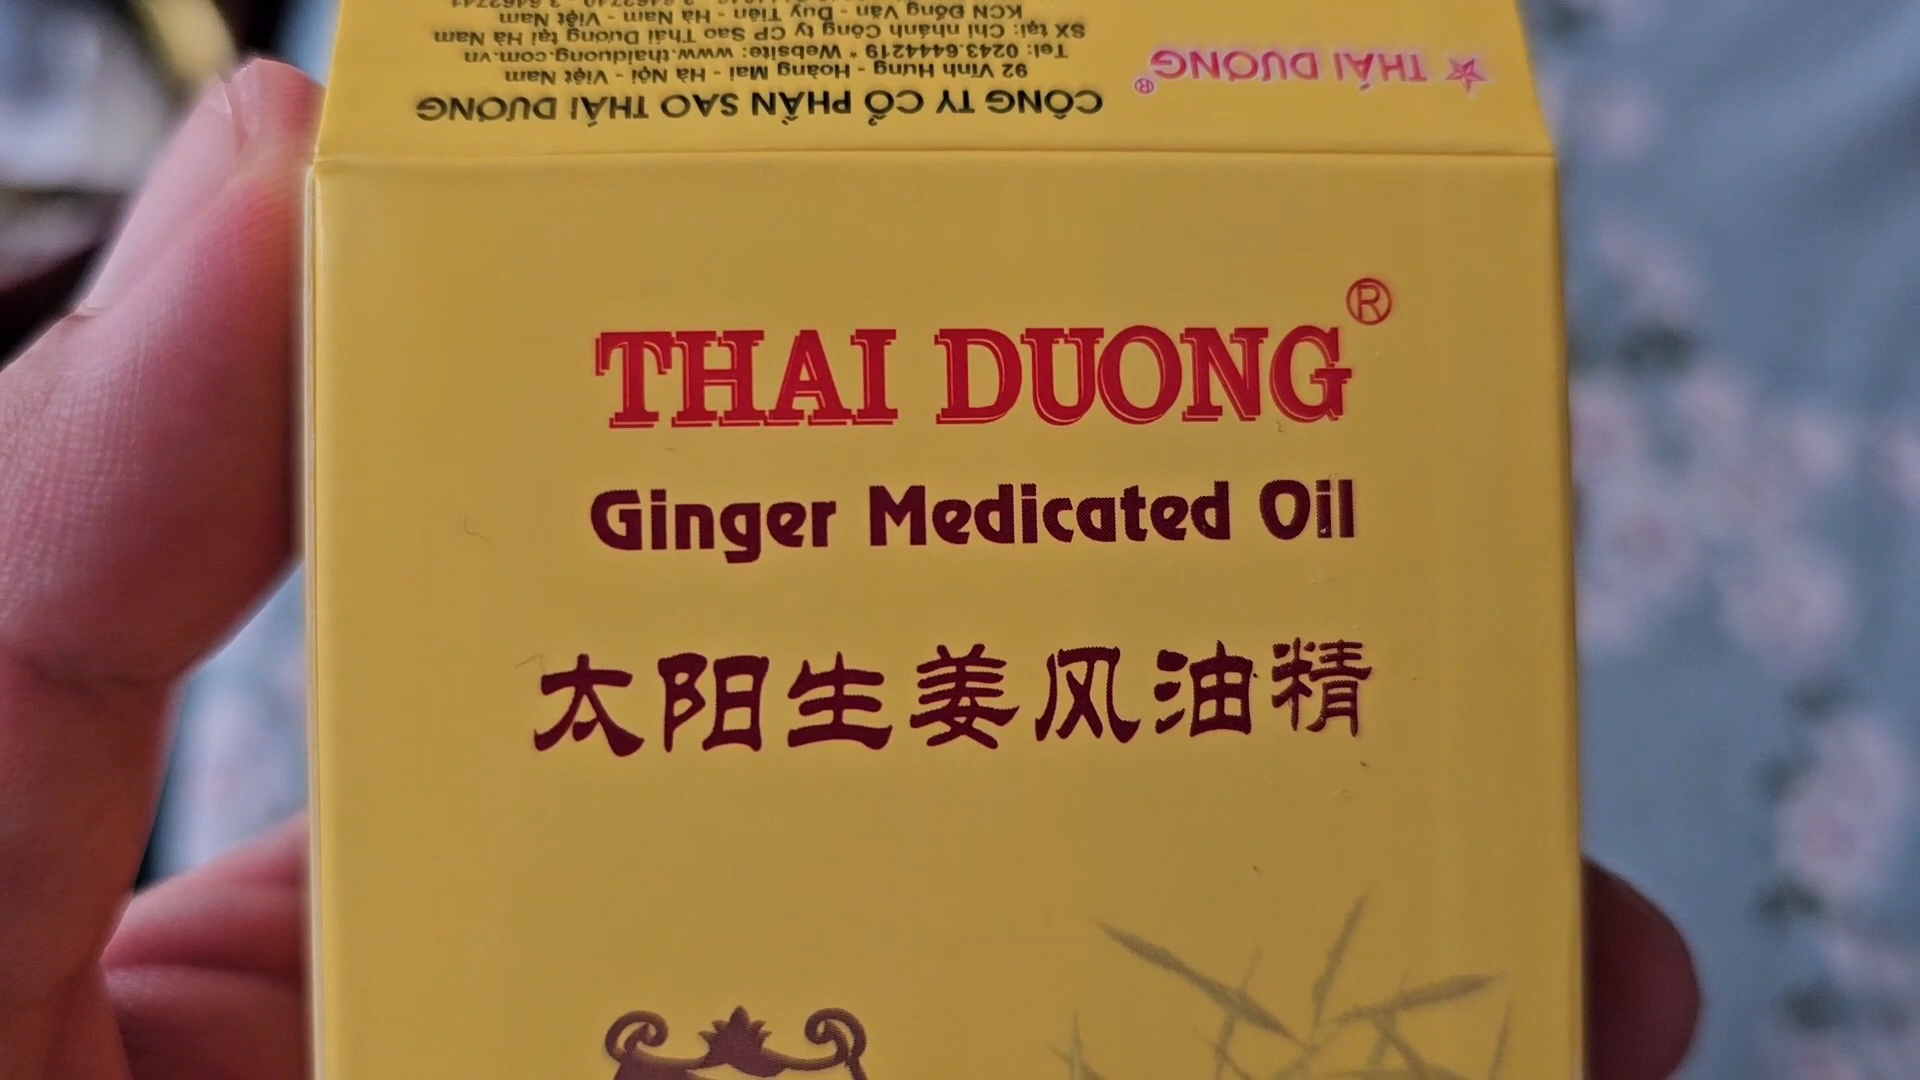 CÔNG TY CỔ PHẦN SAO THÁI DƯƠNG
92 Vĩnh Hưng - Hoàng Mai - Hà Nội - Việt Nam
Tel: 0243.6444219 * Website: www.thaiduong.com.vn
SX tại: Chi nhánh Công ty CP Sao Thái Dương tại Hà Nam
KCN Đồng Văn - Duy Tiên - Hà Nam - Việt Nam
★ THÁI DƯƠNG®
THAI DUONG®
Ginger Medicated Oil
太阳生姜风油精